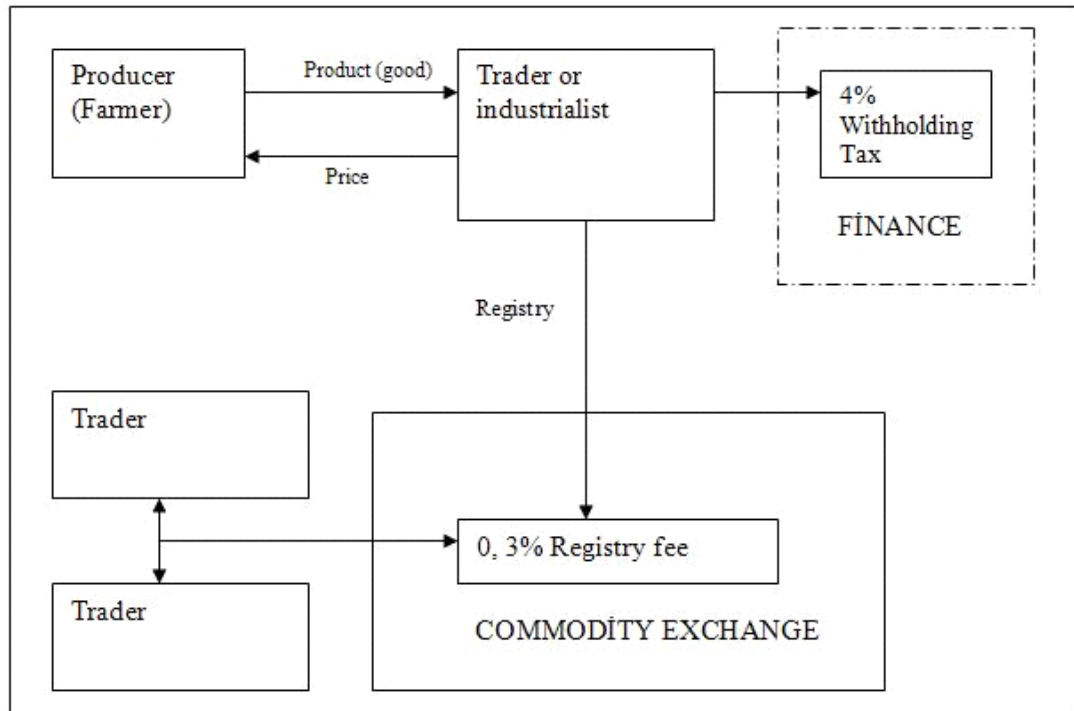 Producer
(Farmer)
Product (good)
Price
Trader or
industrialist
4%
Withholding
Tax
FİNANCE
Registry
Trader
Trader
0, 3% Registry fee
COMMODİTY EXCHANGE